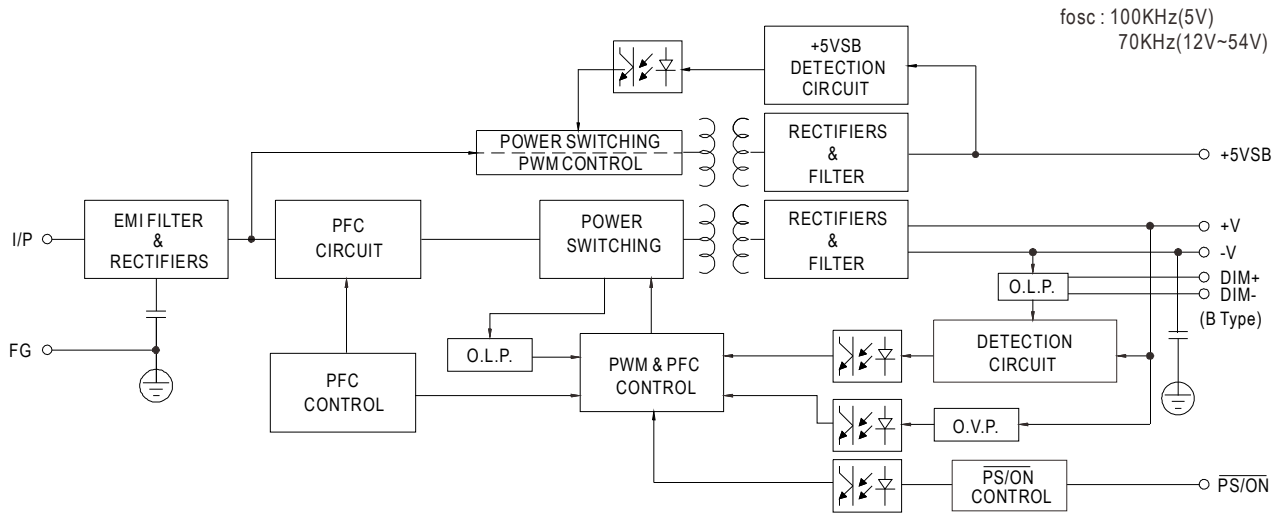 fosc : 100KHz(5V)
70KHz(12V~54V)
+5VSB
DETECTION
CIRCUIT
POWER SWITCHING
PWM CONTROL
RECTIFIERS
&
FILTER
+5VSB
I/P
EMI FILTER
&
RECTIFIERS
PFC
CIRCUIT
POWER
SWITCHING
RECTIFIERS
&
FILTER
+V
-V
O.L.P.
DIM+
DIM-
(B Type)
FG
O.L.P.
PFC
CONTROL
PWM & PFC
CONTROL
DETECTION
CIRCUIT
O.V.P.
PS/ON
CONTROL
PS/ON